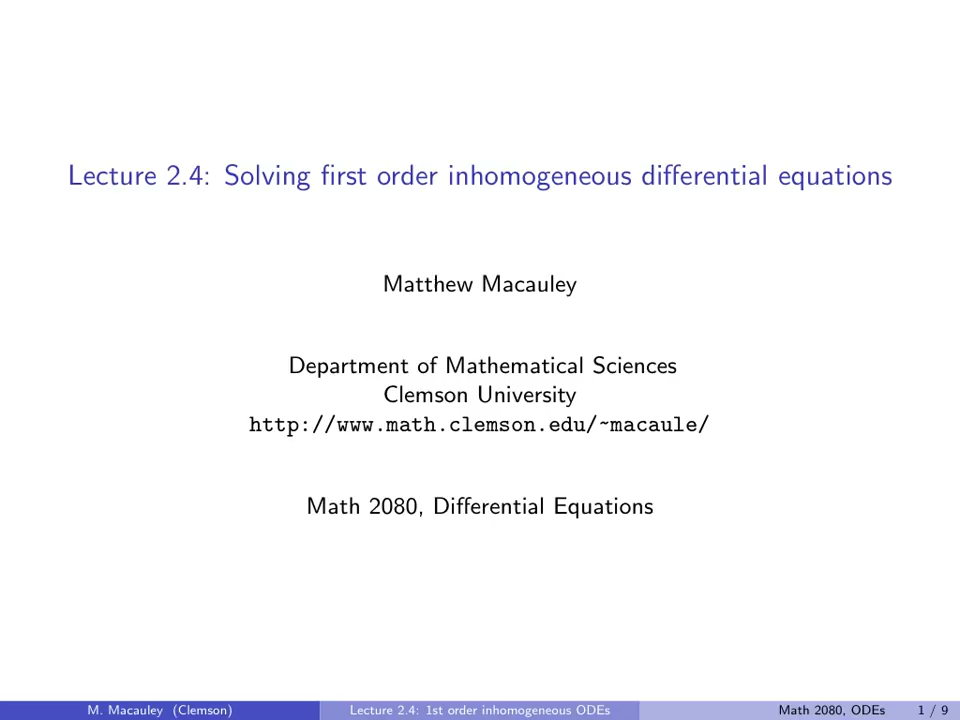 Lecture 2.4: Solving first order inhomogeneous differential equations
Matthew Macauley
Department of Mathematical Sciences
Clemson University
http://www.math.clemson.edu/~macaule/
Math 2080, Differential Equations
M. Macauley (Clemson) Lecture 2.4: 1st order inhomogeneous ODEs Math 2080, ODEs 1 / 9